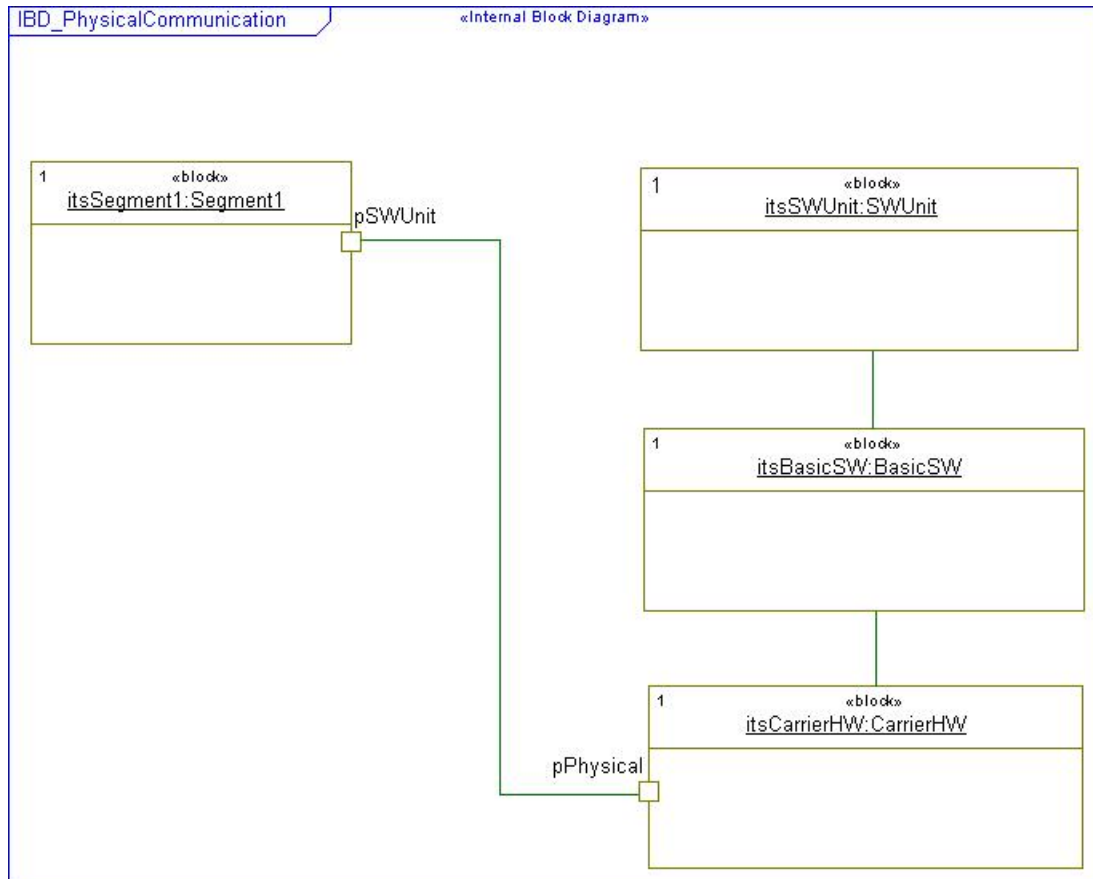 IBD_PhysicalCommunication
«Internal Block Diagram»
1
«block»
itsSegment1:Segment1
pSWUnit
1
«block»
itsSWUnit:SWUnit
1
«block»
itsBasicSW:BasicSW
1
«block»
itsCarrierHW:CarrierHW
pPhysical